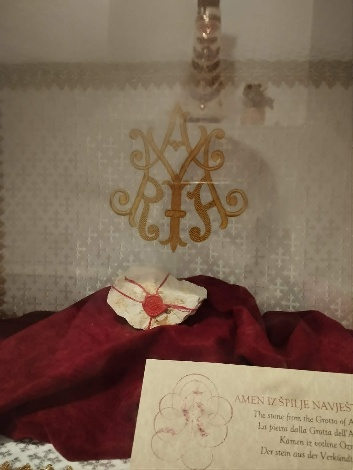 MARIA
AMEN IZ ŠPILJE NAVJEŠT
The stone from the Grotto of A
La pietra dalla Grotta dell'A
Kamen iz votline Oz
Der stein aus der Verkünd